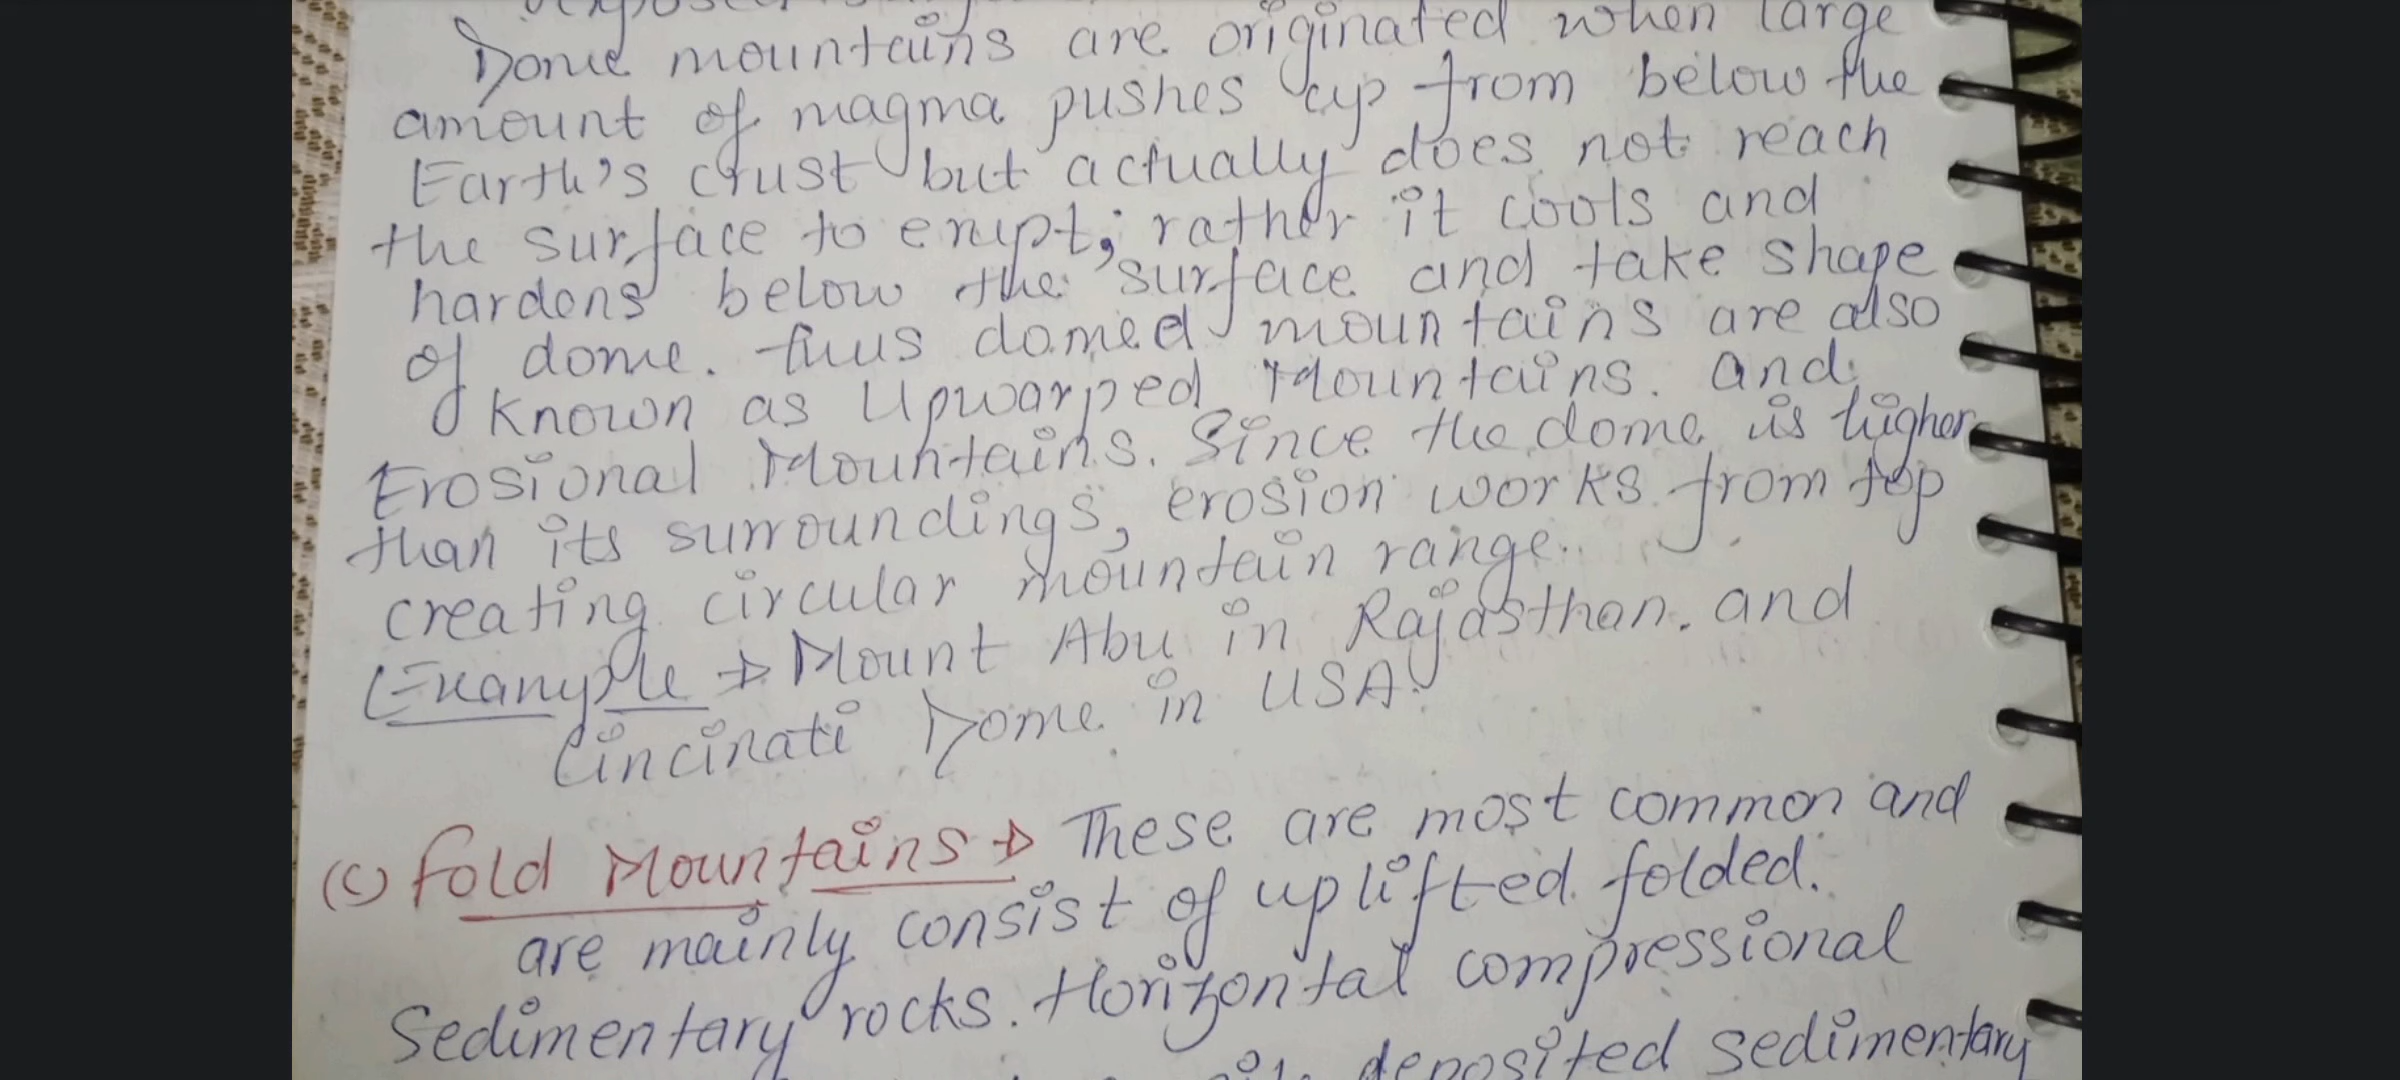 Dome mountains are originated when large
amount of magma pushes up from below the
Earth's crust but actually does not reach
the surface to erupt; rather it cools and
hardens below the surface and take shape
of dome. thus domed mountains are also
known as Upwarped Mountains. and
Erosional Mountains. Since the dome is higher
than its surroundings, erosion works from top
creating circular mountain range.
Example → Mount Abu in Rajasthan. and
Cincinati Dome in USA.
(C) Fold Mountains → These are most common and
are mainly consist of uplifted folded.
Sedimentary rocks. Horizontal compressional
deposited sedimentary